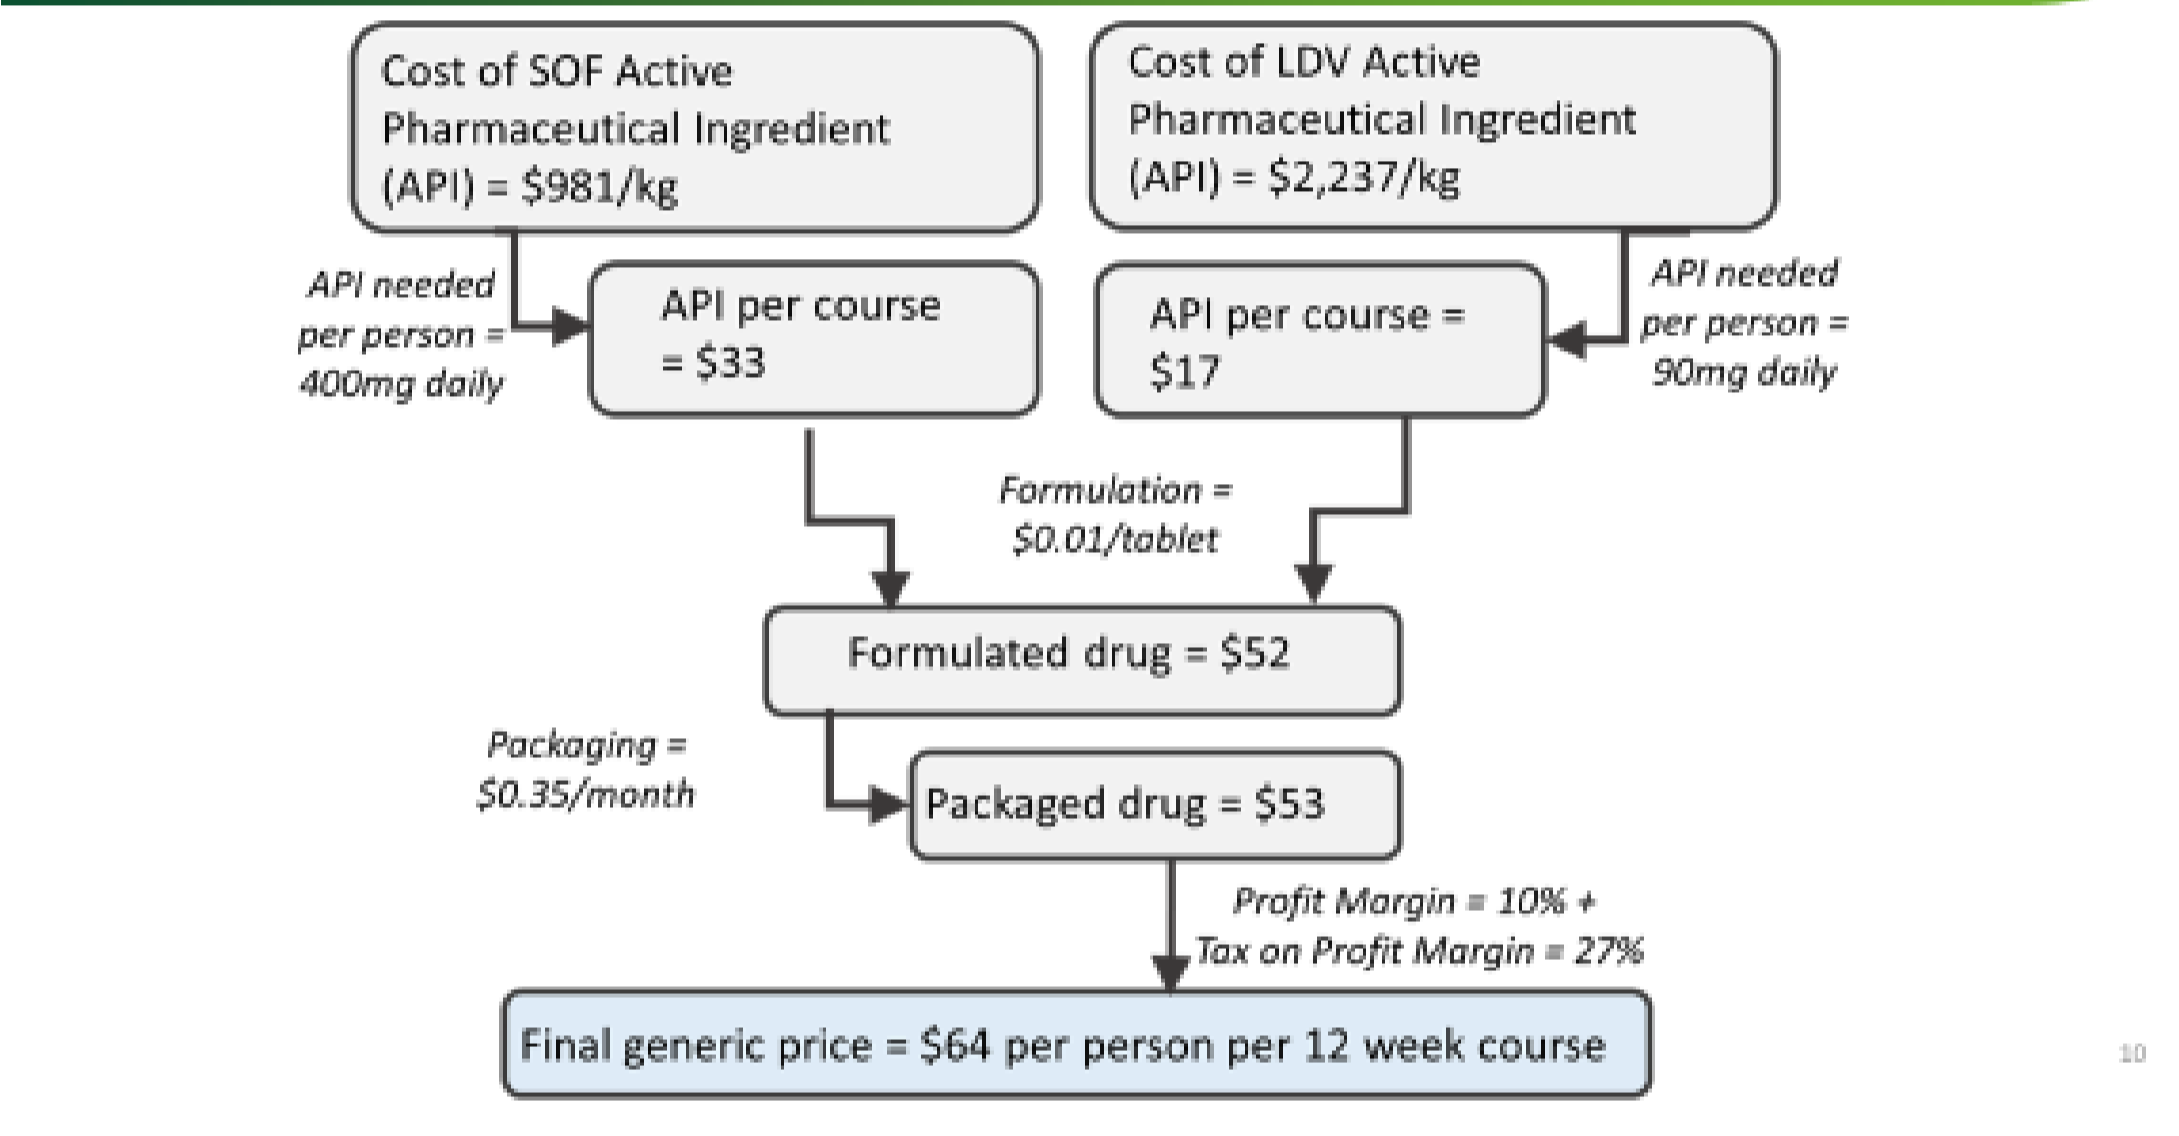 Cost of SOF Active
Pharmaceutical Ingredient
(API) = $981/kg
Cost of LDV Active
Pharmaceutical Ingredient
(API) = $2,237/kg
API needed
per person =
400mg daily
API per course
= $33
API per course =
$17
API needed
per person =
90mg daily
Formulation =
$0.01/tablet
Formulated drug = $52
Packaging =
$0.35/month
Packaged drug = $53
Profit Margin = 10% +
Tax on Profit Margin = 27%
Final generic price = $64 per person per 12 week course
10